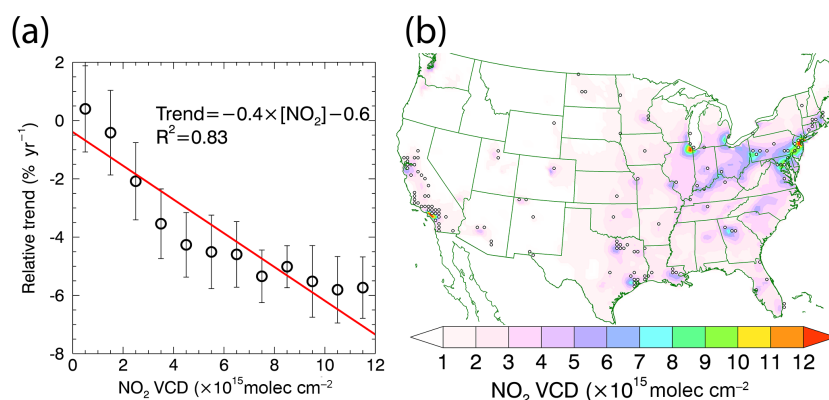 (a)
2
0
-2
-4
-6
-8
Relative trend (% yr⁻¹)
Trend=−0.4×[NO₂]−0.6
R²=0.83
0 2 4 6 8 10 12
NO₂ VCD (×10¹⁵molec cm⁻²
(b)
1 2 3 4 5 6 7 8 9 10 11 12
NO₂ VCD (×10¹⁵molec cm⁻²